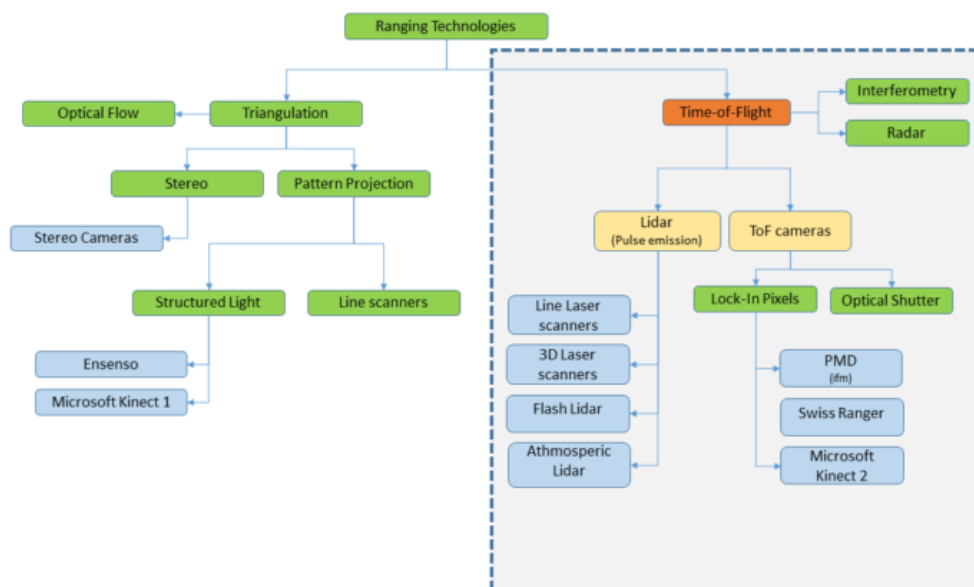 Ranging Technologies
Optical Flow
Triangulation
Time-of-Flight
Interferometry
Radar
Stereo
Pattern Projection
Stereo Cameras
Lidar
(Pulse emission)
ToF cameras
Structured Light
Line scanners
Lock-In Pixels
Optical Shutter
Ensenso
Microsoft Kinect 1
Line Laser
scanners
3D Laser
scanners
Flash Lidar
Athmosperic
Lidar
PMD
(ifm)
Swiss Ranger
Microsoft
Kinect 2